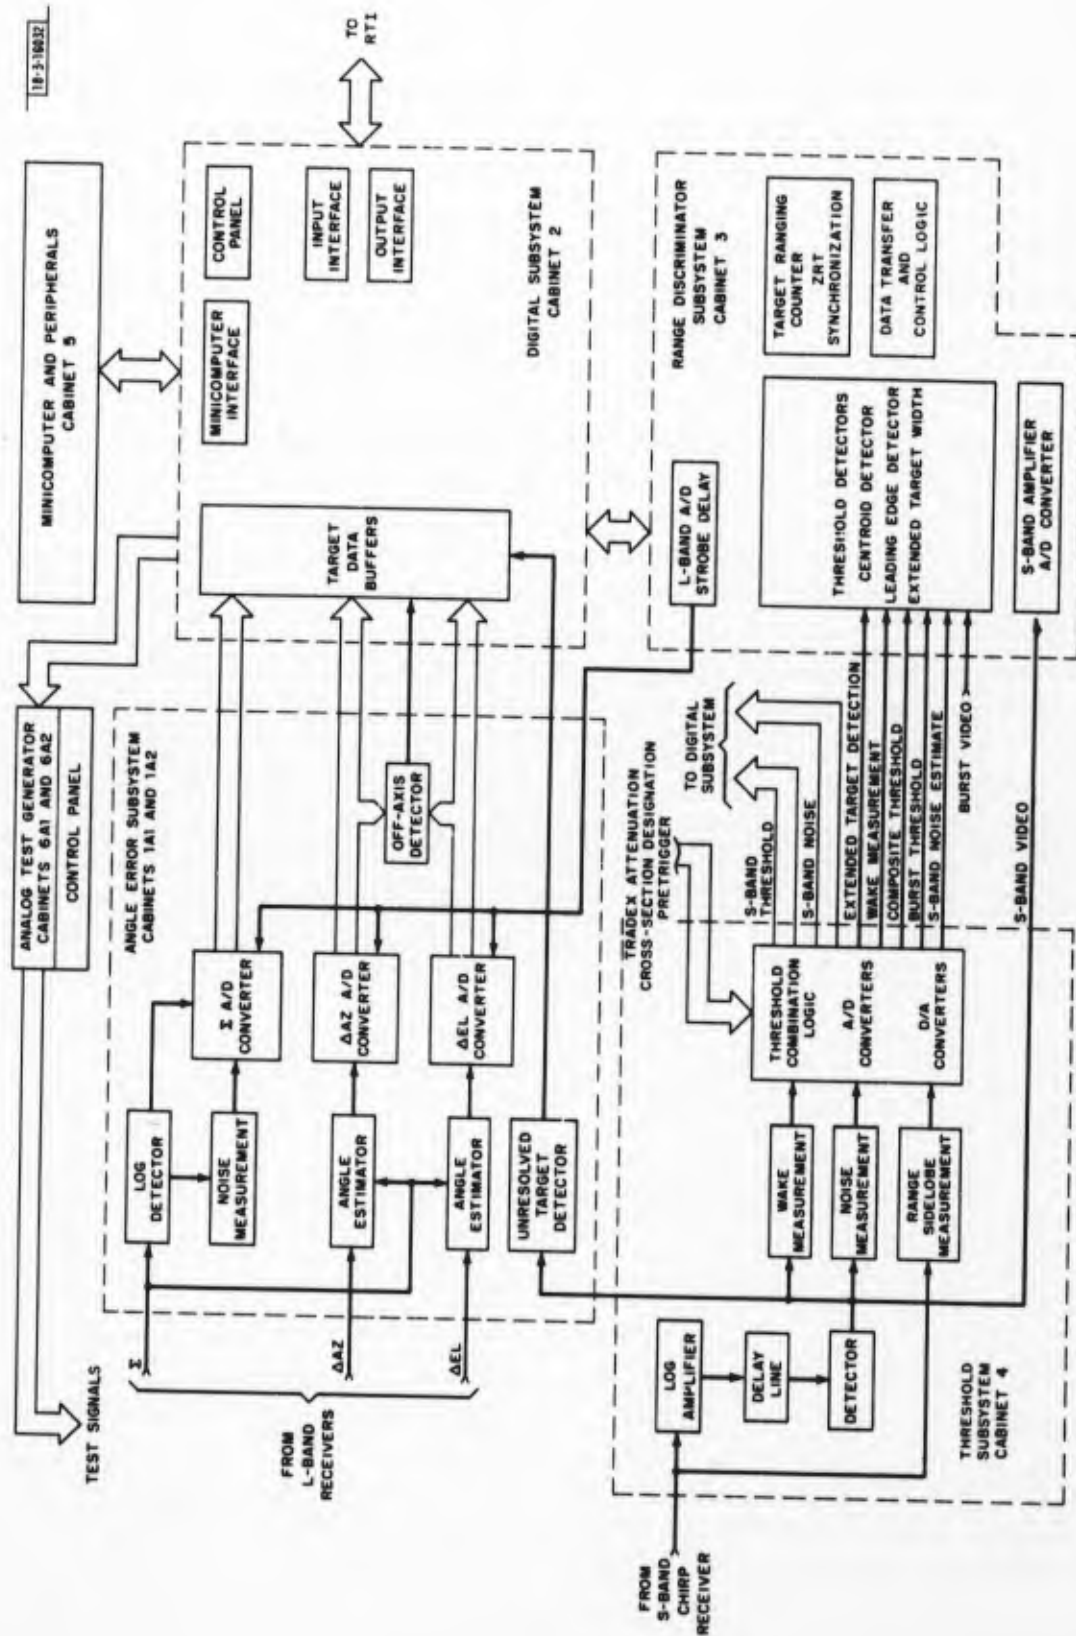 18-3-16032
ANALOG TEST GENERATOR
CABINETS 6A1 AND 6A2
CONTROL PANEL
MINICOMPUTER AND PERIPHERALS
CABINET 5
TEST SIGNALS
ANGLE ERROR SUBSYSTEM
CABINETS 1A1 AND 1A2
FROM
L-BAND
RECEIVERS
Σ
ΔAZ
ΔEL
LOG
DETECTOR
NOISE
MEASUREMENT
ANGLE
ESTIMATOR
ANGLE
ESTIMATOR
UNRESOLVED
TARGET
DETECTOR
Σ A/D
CONVERTER
ΔAZ A/D
CONVERTER
ΔEL A/D
CONVERTER
OFF-AXIS
DETECTOR
TARGET
DATA
BUFFERS
MINICOMPUTER
INTERFACE
CONTROL
PANEL
INPUT
INTERFACE
OUTPUT
INTERFACE
TO
RTI
DIGITAL SUBSYSTEM
CABINET 2
TRADEX ATTENUATION
CROSS-SECTION DESIGNATION
PRETRIGGER
TO DIGITAL
SUBSYSTEM
S-BAND
THRESHOLD
S-BAND NOISE
EXTENDED TARGET DETECTION
WAKE MEASUREMENT
COMPOSITE THRESHOLD
BURST THRESHOLD
S-BAND NOISE ESTIMATE
BURST VIDEO
S-BAND VIDEO
FROM
S-BAND
CHIRP
RECEIVER
LOG
AMPLIFIER
DELAY
LINE
DETECTOR
WAKE
MEASUREMENT
NOISE
MEASUREMENT
RANGE
SIDELOBE
MEASUREMENT
THRESHOLD
COMBINATION
LOGIC
A/D
CONVERTERS
D/A
CONVERTERS
THRESHOLD
SUBSYSTEM
CABINET 4
L-BAND A/D
STROBE DELAY
RANGE DISCRIMINATOR
SUBSYSTEM
CABINET 3
THRESHOLD DETECTORS
CENTROID DETECTOR
LEADING EDGE DETECTOR
EXTENDED TARGET WIDTH
TARGET RANGING
COUNTER
ZRT
SYNCHRONIZATION
DATA TRANSFER
AND
CONTROL LOGIC
S-BAND AMPLIFIER
A/D CONVERTER